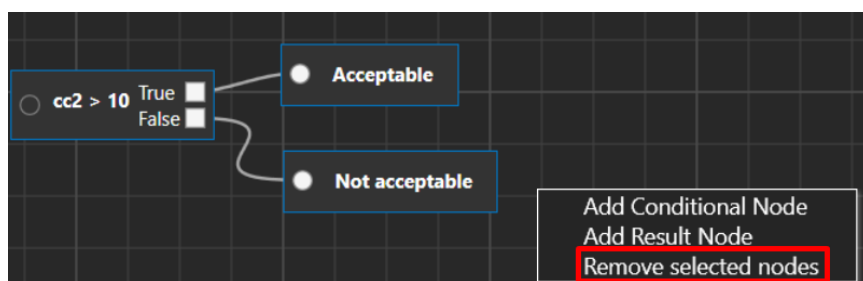 cc2 > 10
True
False
Acceptable
Not acceptable
Add Conditional Node
Add Result Node
Remove selected nodes